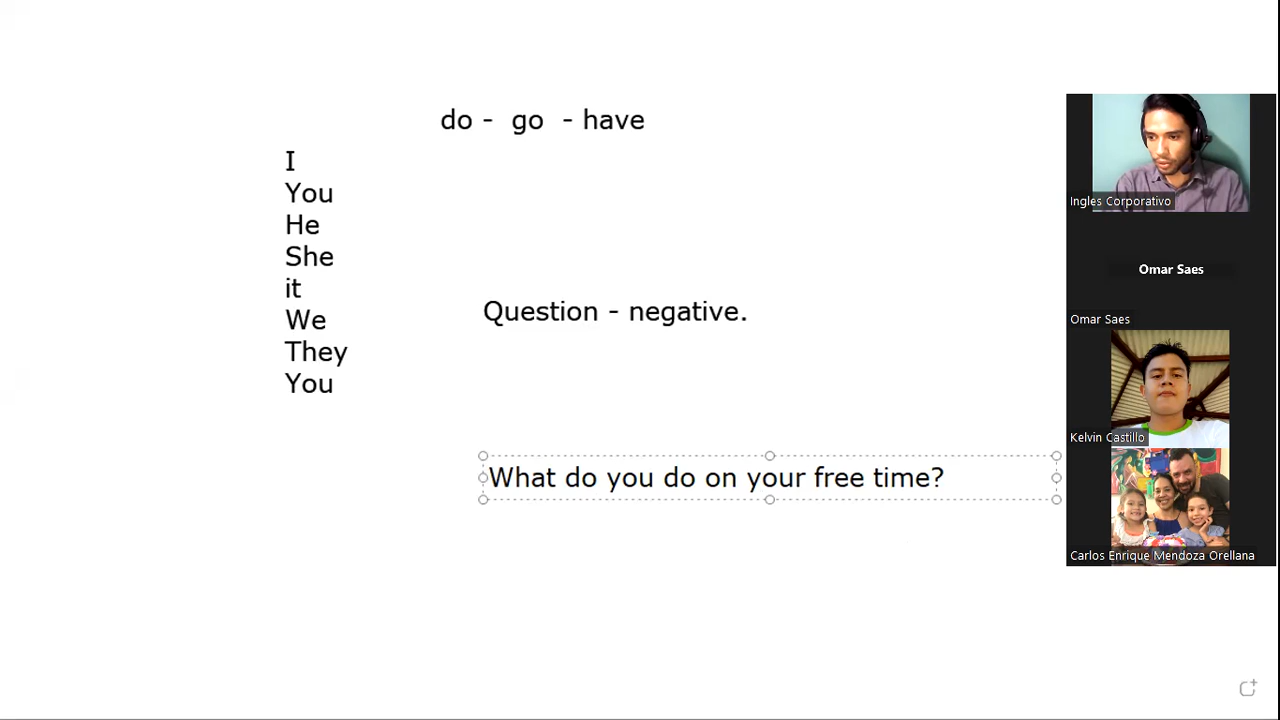 do - go - have
I
You
He
She
it
We
They
You
Question - negative.
What do you do on your free time?
Ingles Corporativo
Omar Saes
Omar Saes
Kelvin Castillo
Carlos Enrique Mendoza Orellana